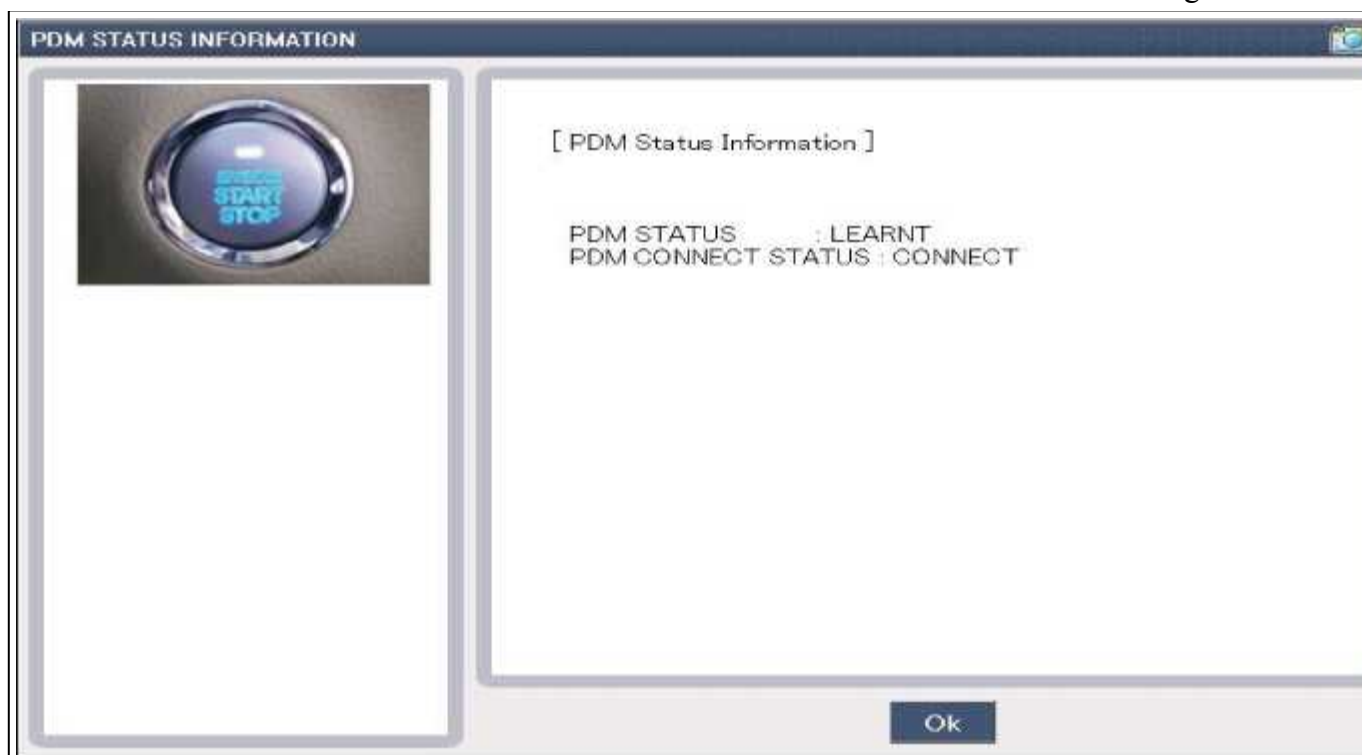 PDM STATUS INFORMATION
START
STOP
[ PDM Status Information ]
PDM STATUS : LEARNT
PDM CONNECT STATUS : CONNECT
Ok